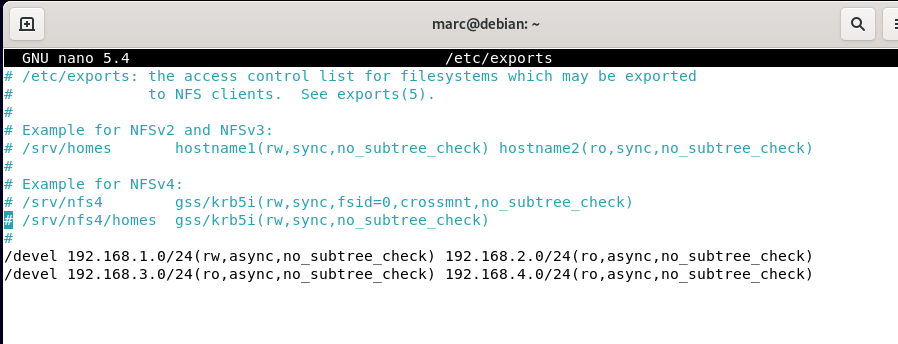 marc@debian: ~
GNU nano 5.4 /etc/exports
# /etc/exports: the access control list for filesystems which may be exported
#               to NFS clients.  See exports(5).
#
# Example for NFSv2 and NFSv3:
# /srv/homes       hostname1(rw,sync,no_subtree_check) hostname2(ro,sync,no_subtree_check)
#
# Example for NFSv4:
# /srv/nfs4        gss/krb5i(rw,sync,fsid=0,crossmnt,no_subtree_check)
# /srv/nfs4/homes  gss/krb5i(rw,sync,no_subtree_check)
#
/devel 192.168.1.0/24(rw,async,no_subtree_check) 192.168.2.0/24(ro,async,no_subtree_check)
/devel 192.168.3.0/24(ro,async,no_subtree_check) 192.168.4.0/24(ro,async,no_subtree_check)